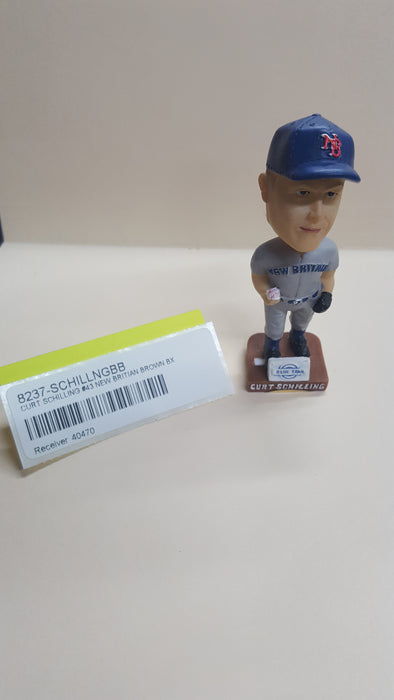 NB
NEW BRITAIN
CURT SCHILLING
8237-SCHILLNGBB
CURT SCHILLING #43 NEW BRITIAN BROWN BX
Receiver 40470